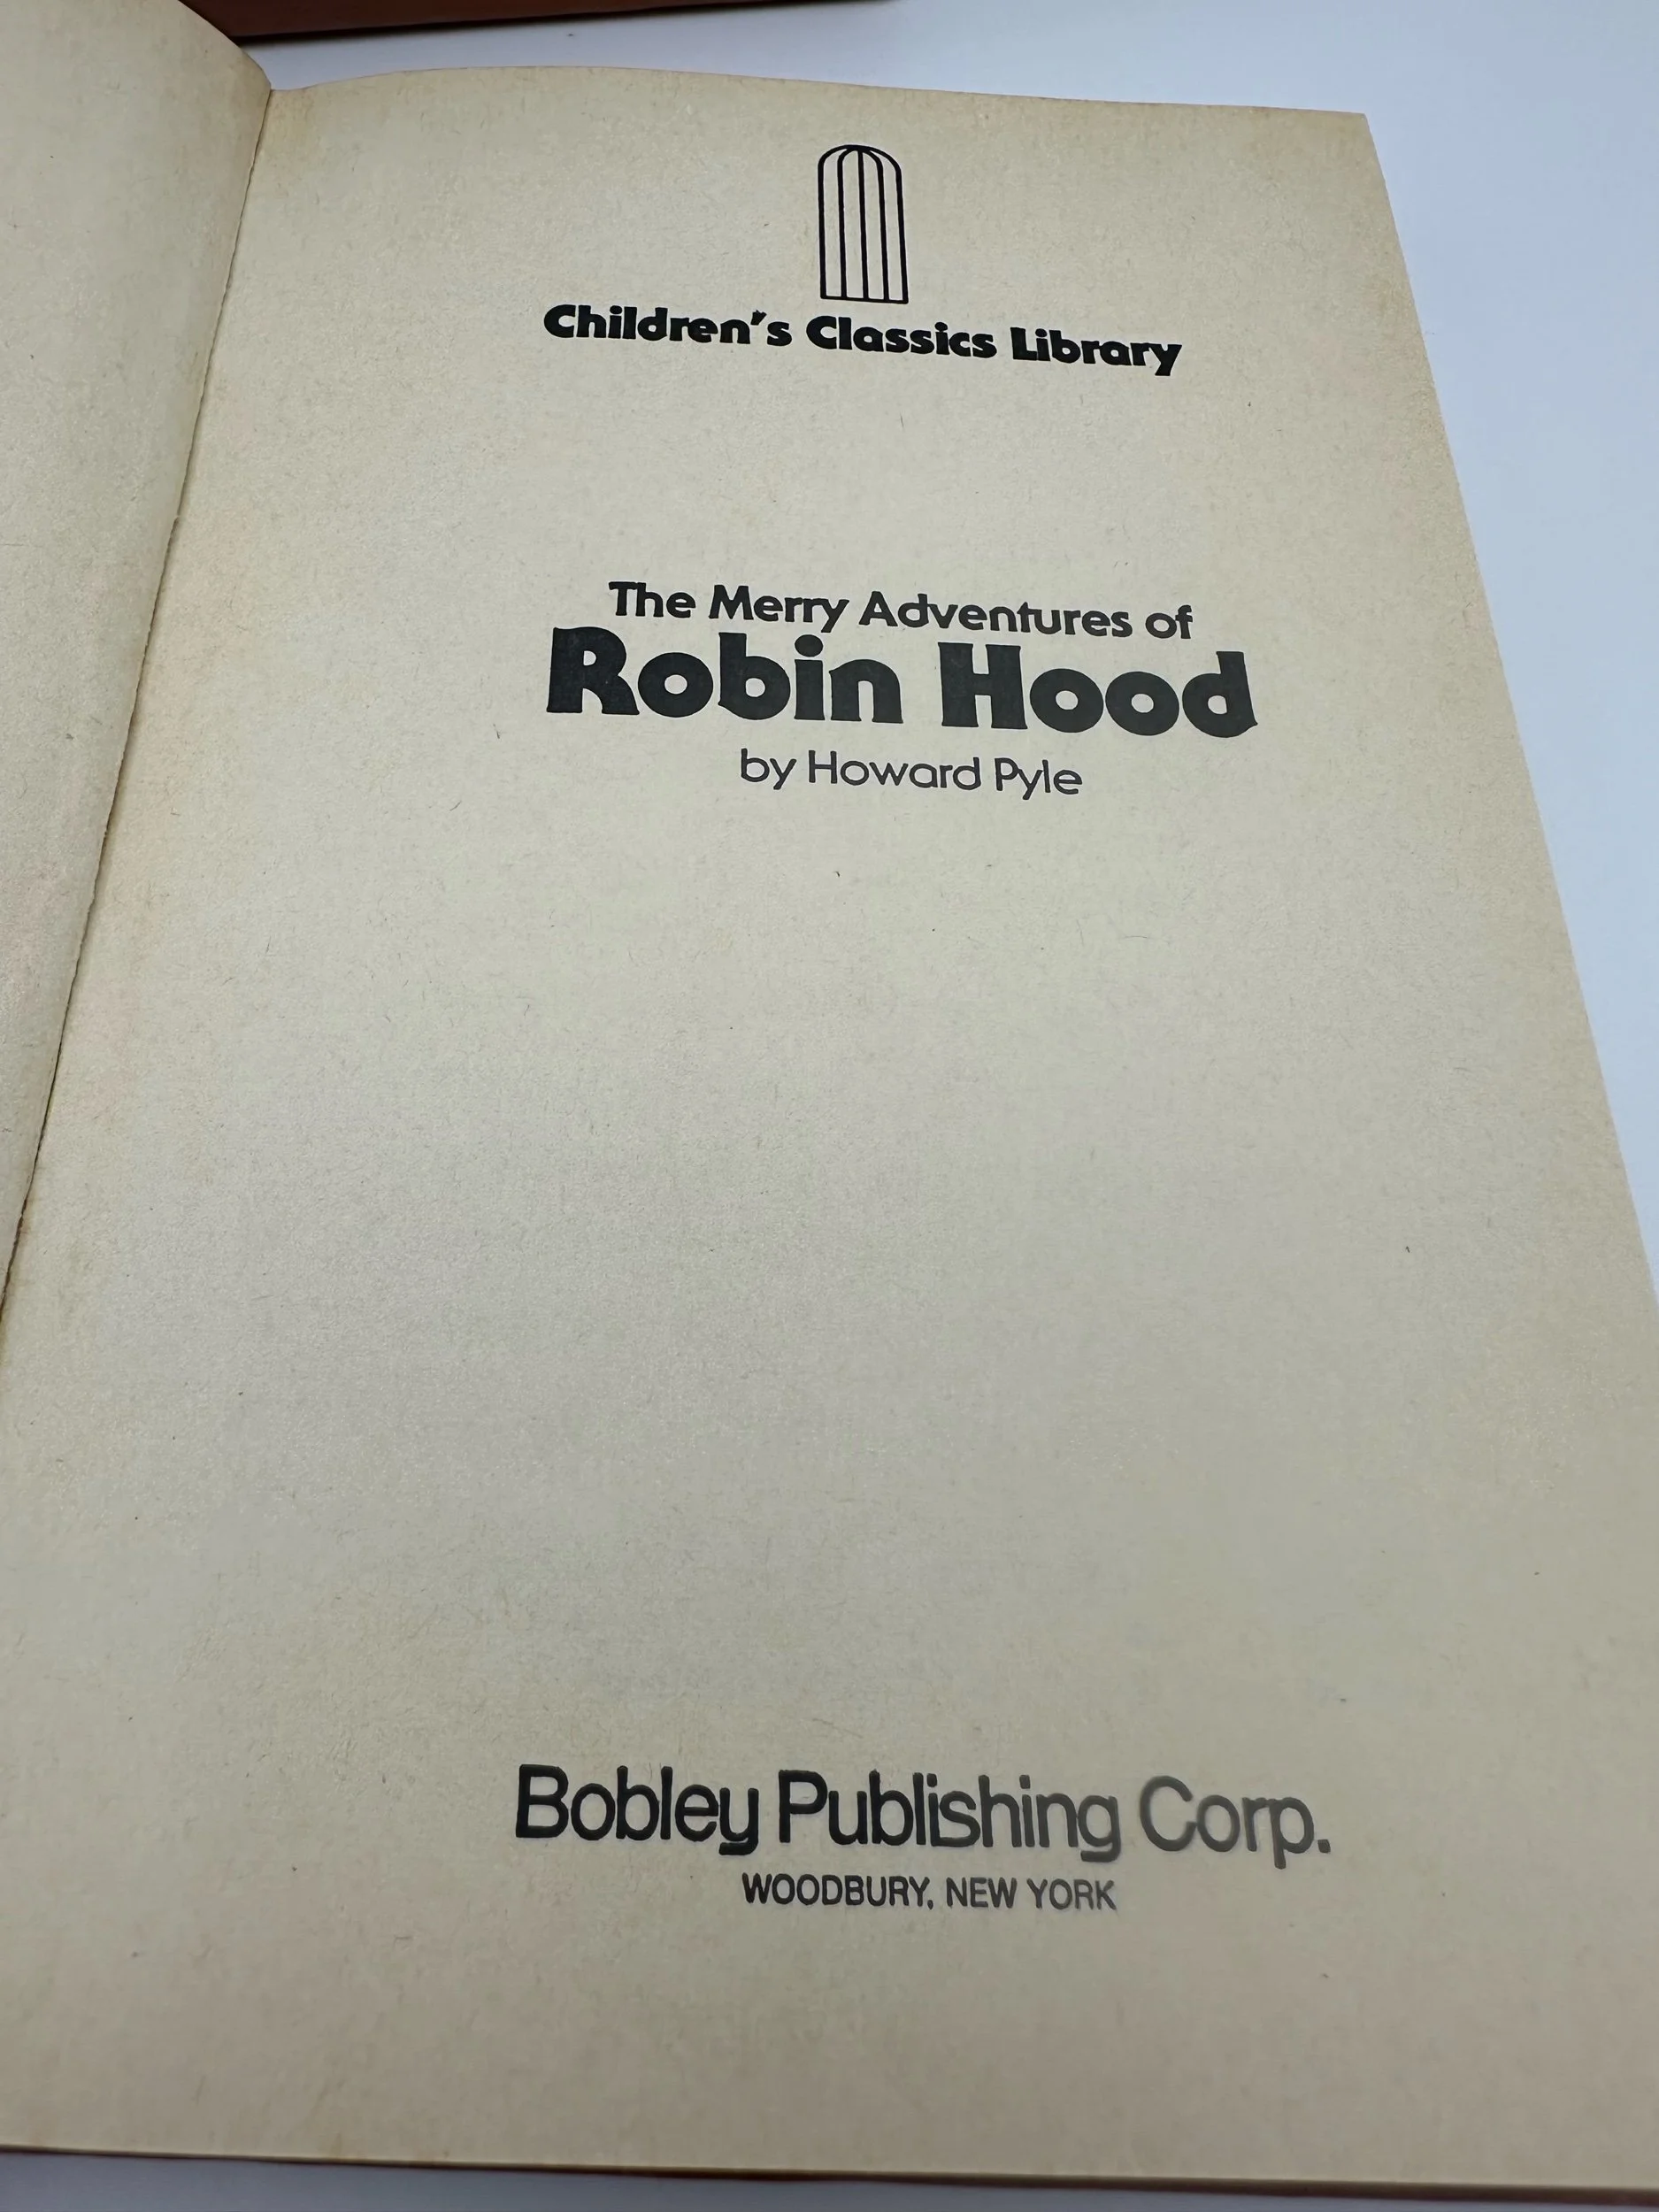 Children's Classics Library
The Merry Adventures of
Robin Hood
by Howard Pyle
Bobley Publishing Corp.
WOODBURY, NEW YORK